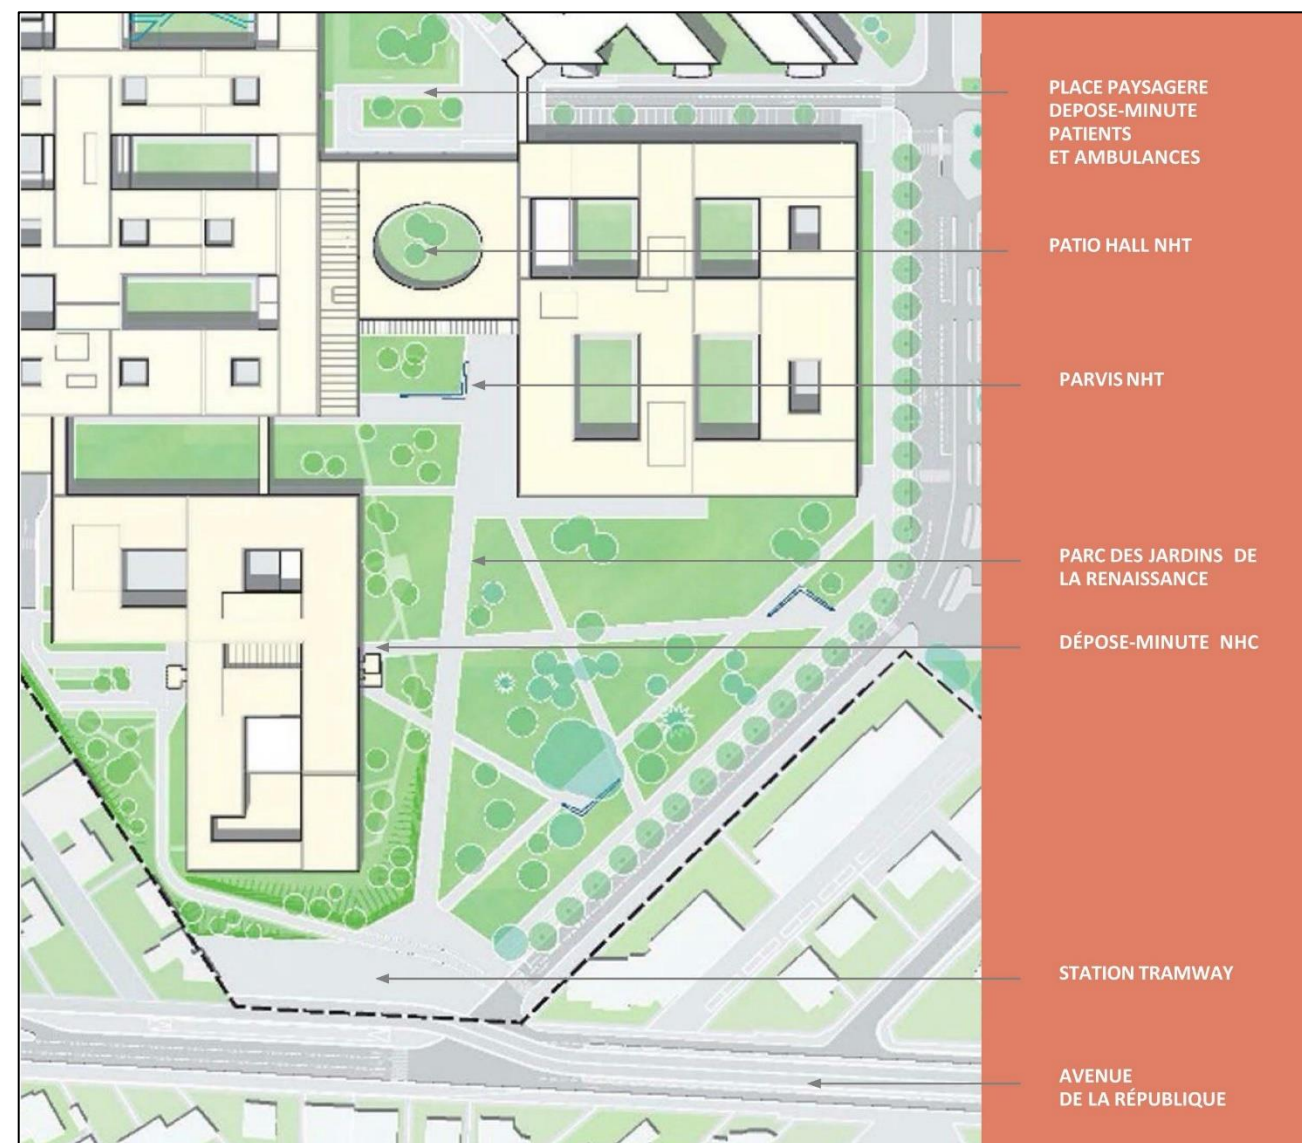 PLACE PAYSAGERE
DEPOSE-MINUTE
PATIENTS
ET AMBULANCES
PATIO HALL NHT
PARVIS NHT
PARC DES JARDINS DE
LA RENAISSANCE
DÉPOSE-MINUTE NHC
STATION TRAMWAY
AVENUE
DE LA RÉPUBLIQUE